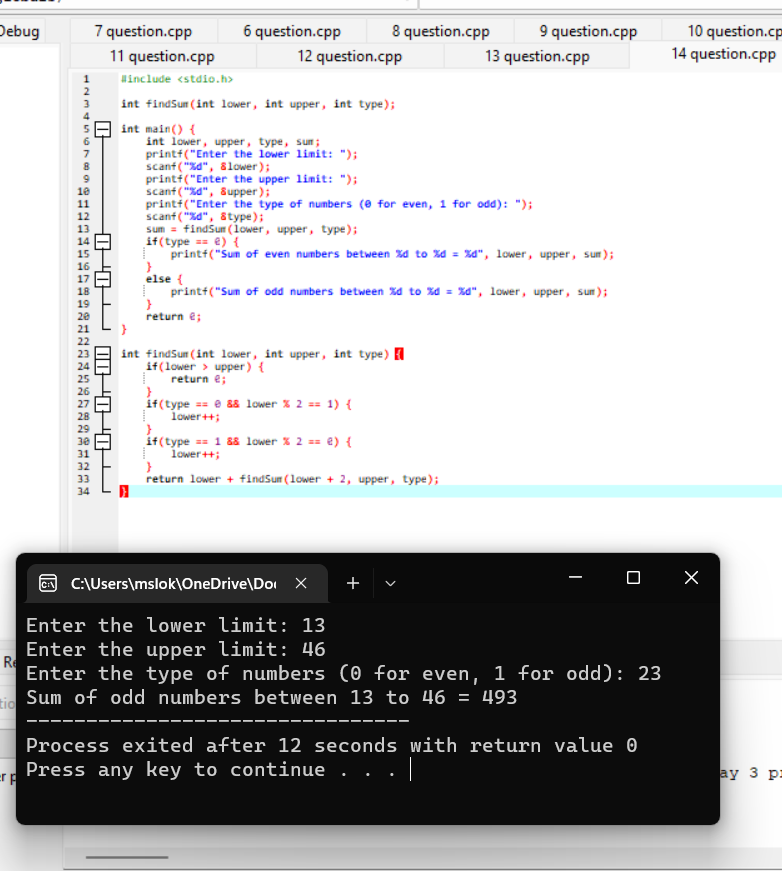 Debug
7 question.cpp 6 question.cpp 8 question.cpp 9 question.cpp 10 question.cp
11 question.cpp 12 question.cpp 13 question.cpp 14 question.cpp
1 #include <stdio.h>
2
3 int findSum(int lower, int upper, int type);
4
5 int main() {
6 int lower, upper, type, sum;
7 printf("Enter the lower limit: ");
8 scanf("%d", &lower);
9 printf("Enter the upper limit: ");
10 scanf("%d", &upper);
11 printf("Enter the type of numbers (0 for even, 1 for odd): ");
12 scanf("%d", &type);
13 sum = findSum(lower, upper, type);
14 if(type == 0) {
15 printf("Sum of even numbers between %d to %d = %d", lower, upper, sum);
16 }
17 else {
18 printf("Sum of odd numbers between %d to %d = %d", lower, upper, sum);
19 }
20 return 0;
21 }
22
23 int findSum(int lower, int upper, int type) {
24 if(lower > upper) {
25 return 0;
26 }
27 if(type == 0 && lower % 2 == 1) {
28 lower++;
29 }
30 if(type == 1 && lower % 2 == 0) {
31 lower++;
32 }
33 return lower + findSum(lower + 2, upper, type);
34 }
C:\Users\mslok\OneDrive\Do
Enter the lower limit: 13
Enter the upper limit: 46
Enter the type of numbers (0 for even, 1 for odd): 23
Sum of odd numbers between 13 to 46 = 493
--------------------------------
Process exited after 12 seconds with return value 0
Press any key to continue . . .
Re
tio
er p
ay 3 p